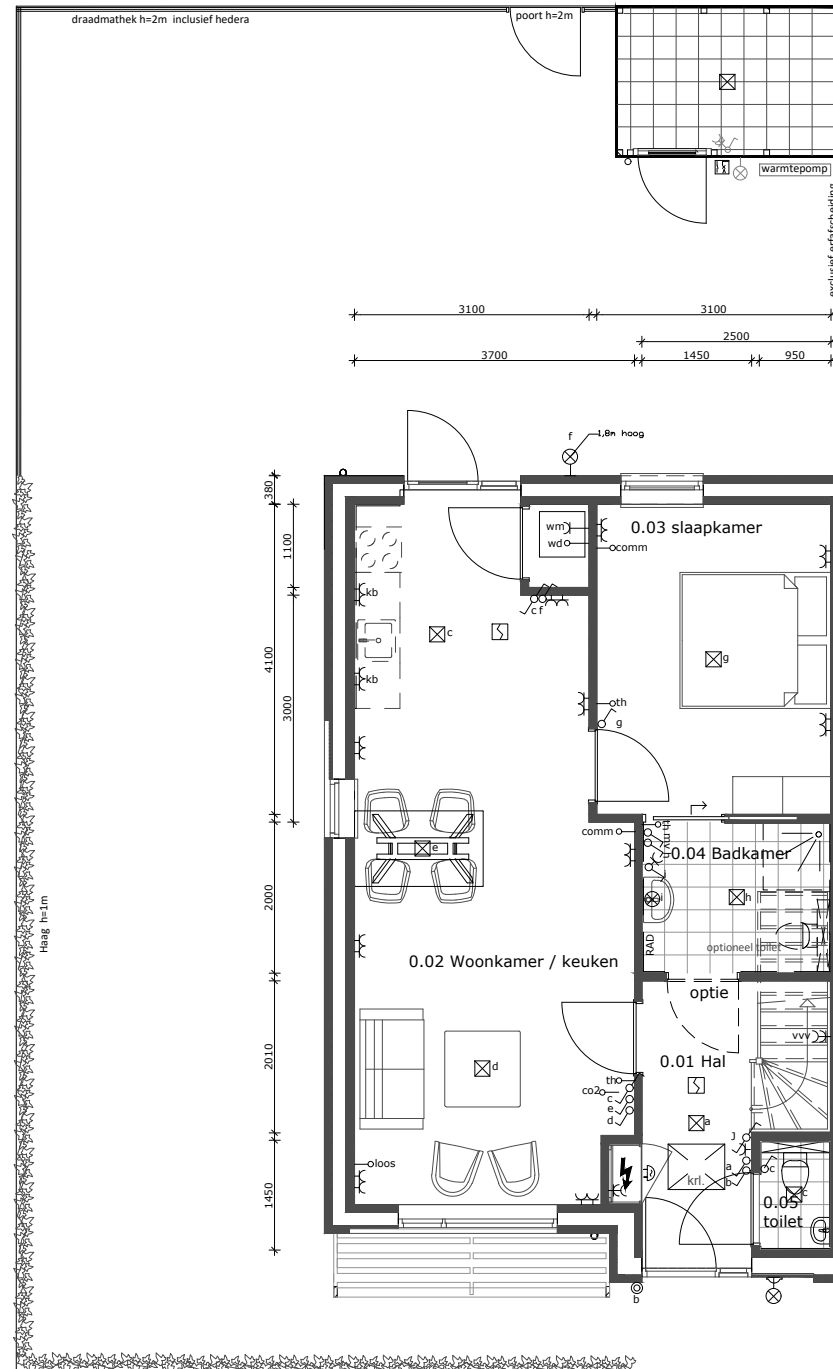 draadmathek h=2m inclusief hedera
poort h=2m
warmtepomp
exclusief erfafscheiding
3100
3100
2500
3700
1450
950
f
1,8m hoog
380
1100
4100
3000
2000
2010
1450
wm
wd
0.03 slaapkamer
comm
kb
c f
c
g
kb
th
g
e
comm
th mv h
i
0.04 Badkamer
i
h
RAD
optioneel toilet
Haag h=1m
0.02 Woonkamer / keuken
optie
vvv
0.01 Hal
d
th
co2
c
e
d
a
J
a
b
c
loos
krl.
c
0.05
toilet
b